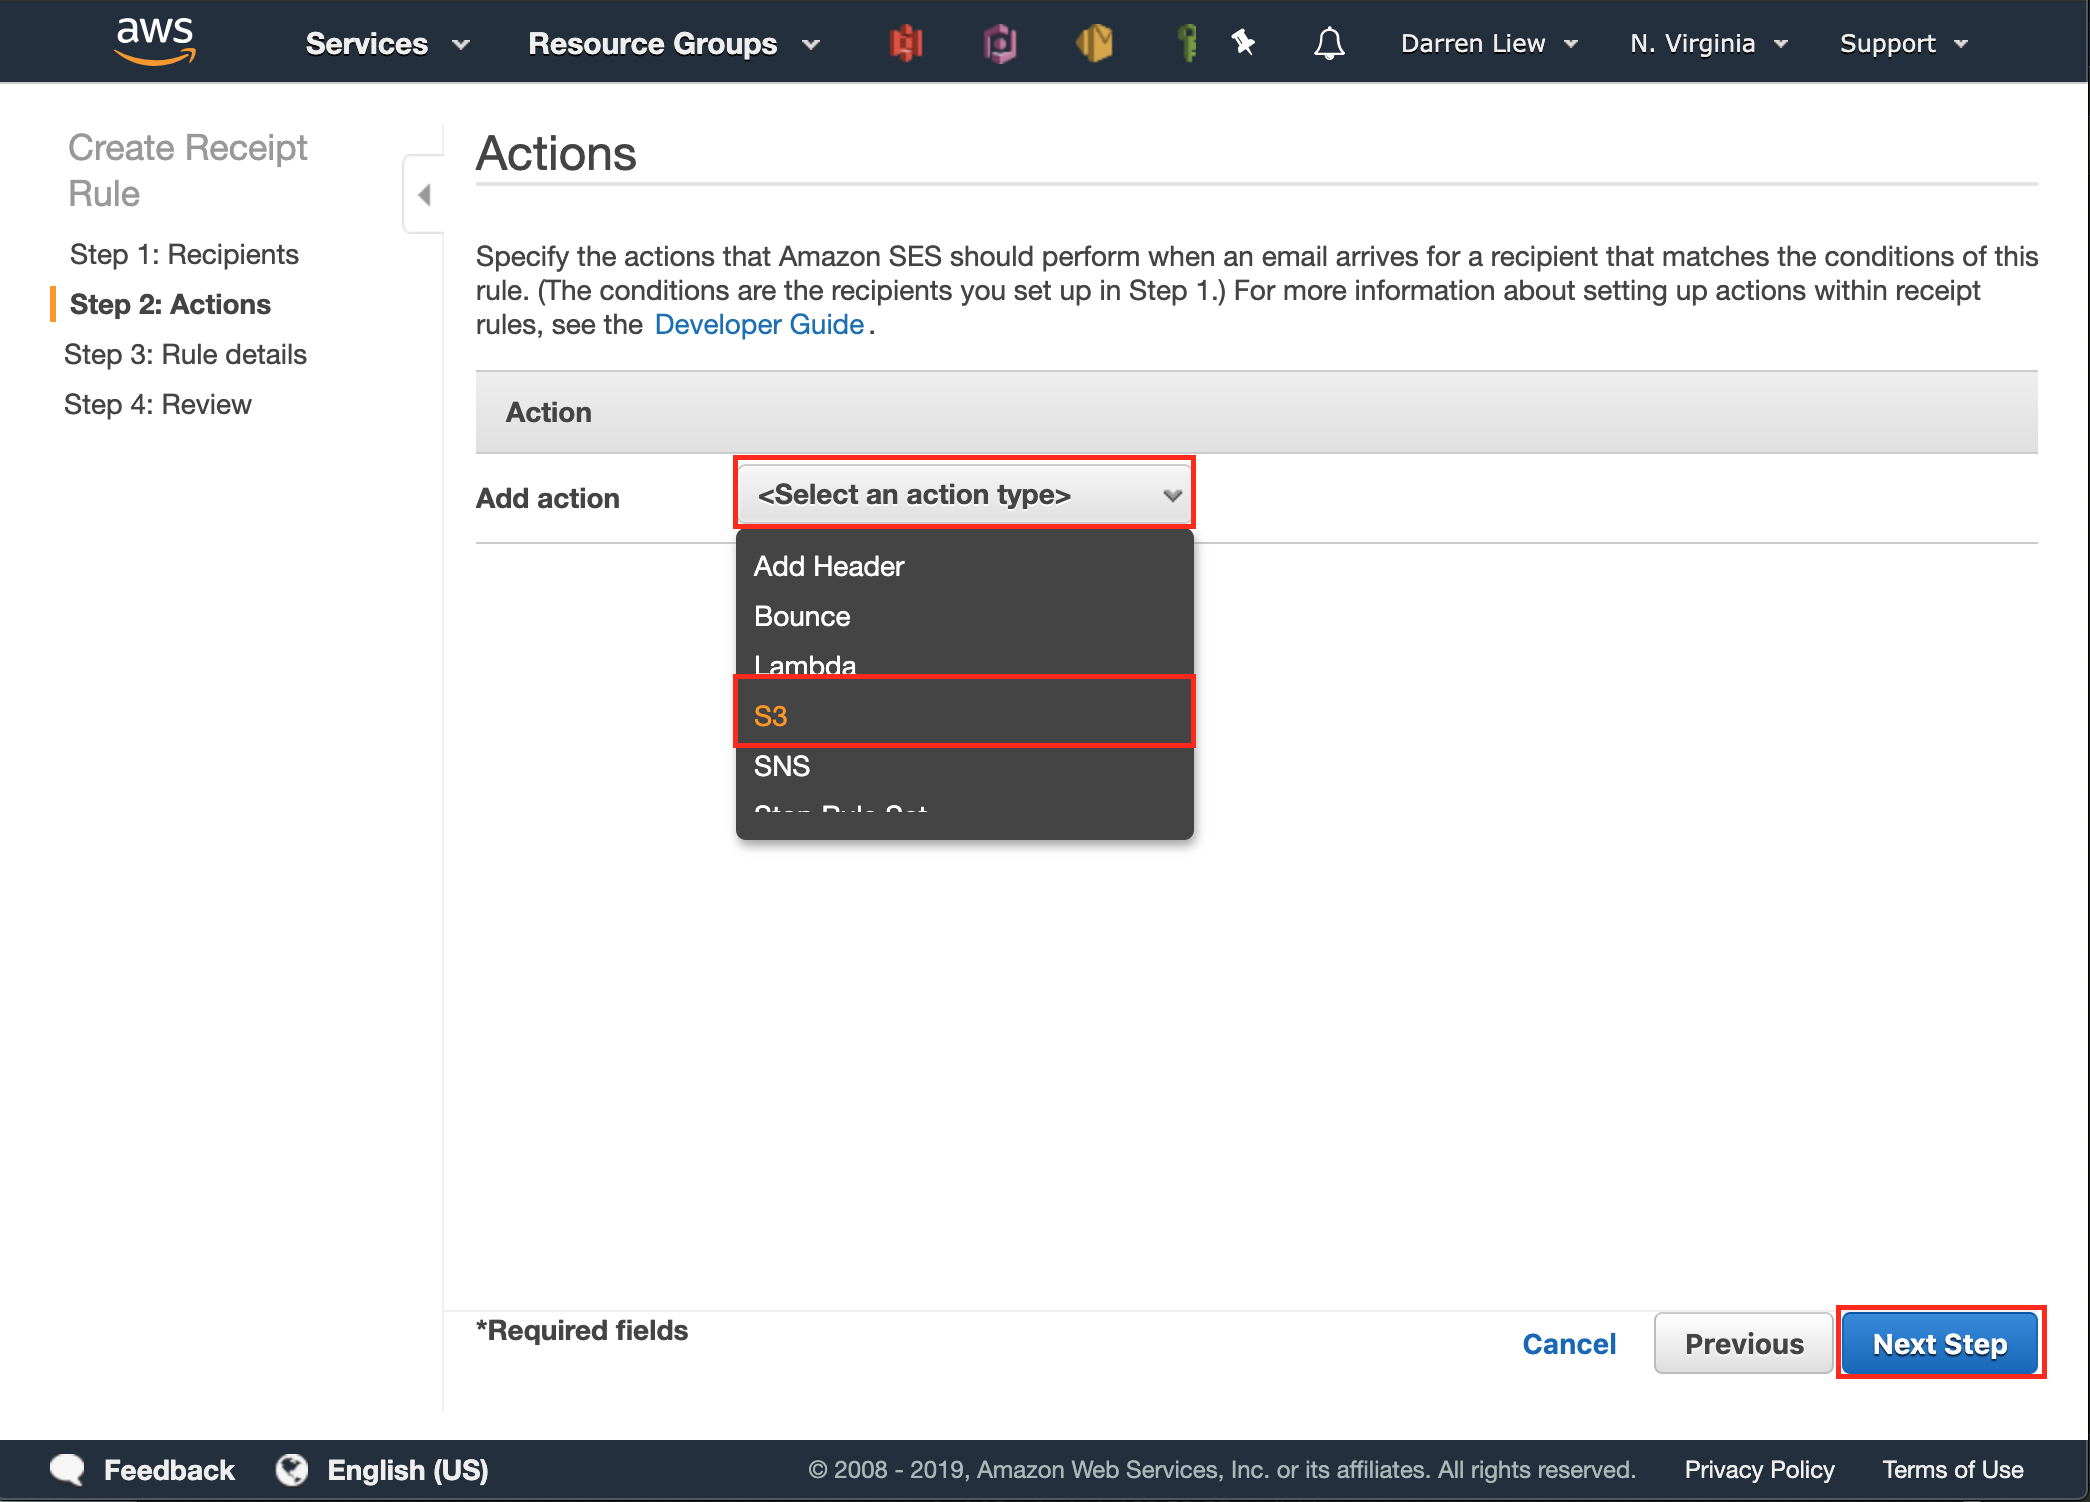 aws
Services
Resource Groups
Darren Liew
N. Virginia
Support
Create Receipt
Rule
Step 1: Recipients
Step 2: Actions
Step 3: Rule details
Step 4: Review
Actions
Specify the actions that Amazon SES should perform when an email arrives for a recipient that matches the conditions of this
rule. (The conditions are the recipients you set up in Step 1.) For more information about setting up actions within receipt
rules, see the Developer Guide.
Action
Add action
<Select an action type>
Add Header
Bounce
Lambda
S3
SNS
Stop Rule Set
*Required fields
Cancel
Previous
Next Step
Feedback
English (US)
© 2008 - 2019, Amazon Web Services, Inc. or its affiliates. All rights reserved.
Privacy Policy
Terms of Use